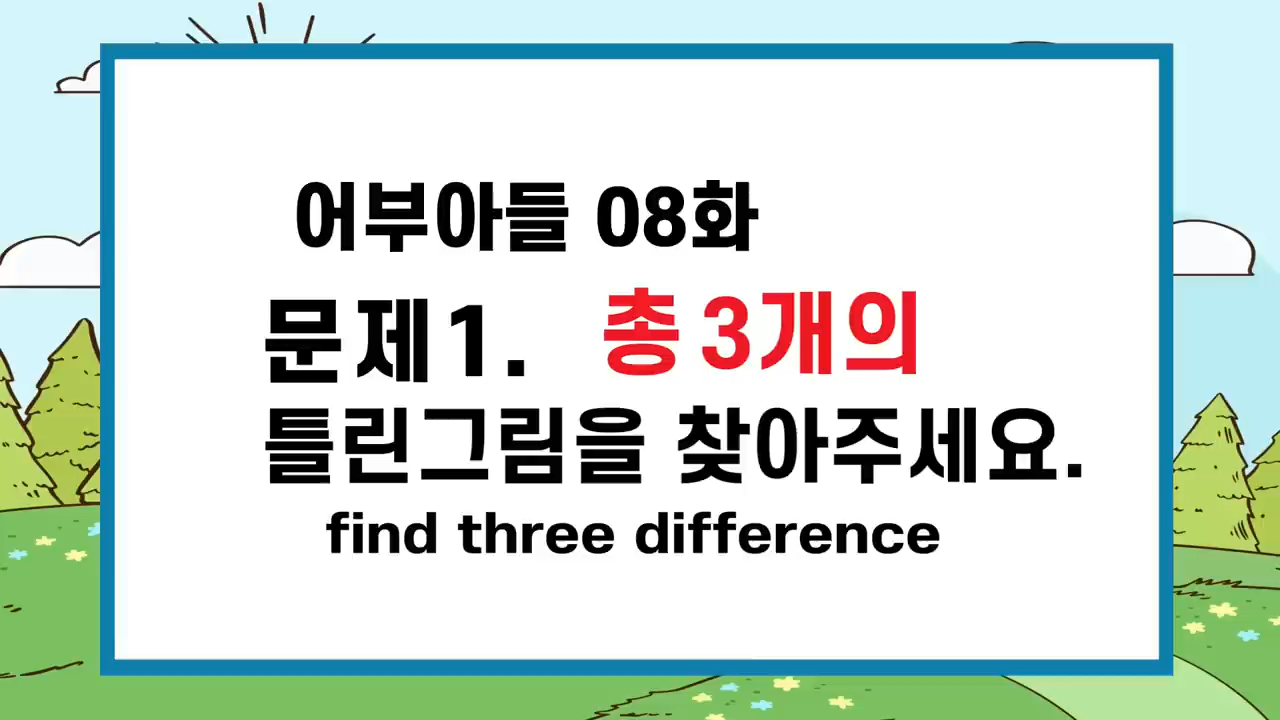 어부아들 08화
문제1. 총 3개의
틀린그림을 찾아주세요.
find three difference